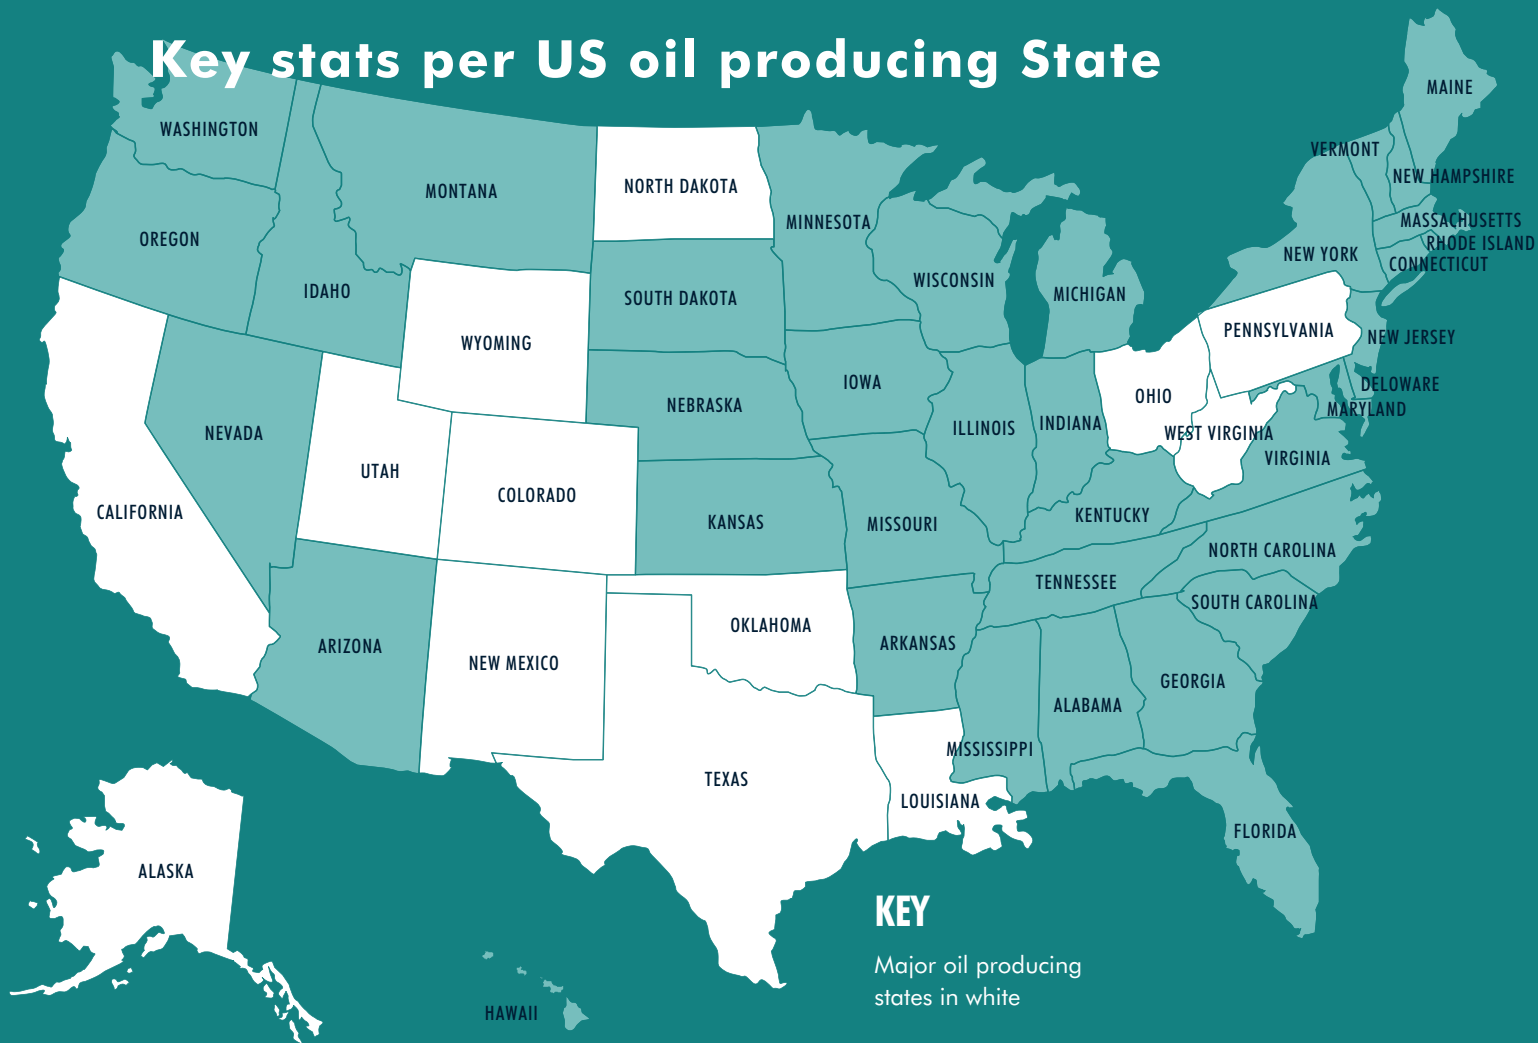 Key stats per US oil producing State
MAINE
WASHINGTON
VERMONT
NEW HAMPSHIRE
MONTANA
NORTH DAKOTA
MINNESOTA
MASSACHUSETTS
OREGON
RHODE ISLAND
NEW YORK
CONNECTICUT
WISCONSIN
IDAHO
SOUTH DAKOTA
MICHIGAN
PENNSYLVANIA
NEW JERSEY
WYOMING
IOWA
DELOWARE
OHIO
NEBRASKA
MARYLAND
NEVADA
ILLINOIS
INDIANA
WEST VIRGINIA
VIRGINIA
UTAH
COLORADO
CALIFORNIA
KANSAS
MISSOURI
KENTUCKY
NORTH CAROLINA
TENNESSEE
SOUTH CAROLINA
OKLAHOMA
ARIZONA
ARKANSAS
NEW MEXICO
GEORGIA
ALABAMA
MISSISSIPPI
TEXAS
LOUISIANA
FLORIDA
ALASKA
HAWAII
KEY
Major oil producing
states in white